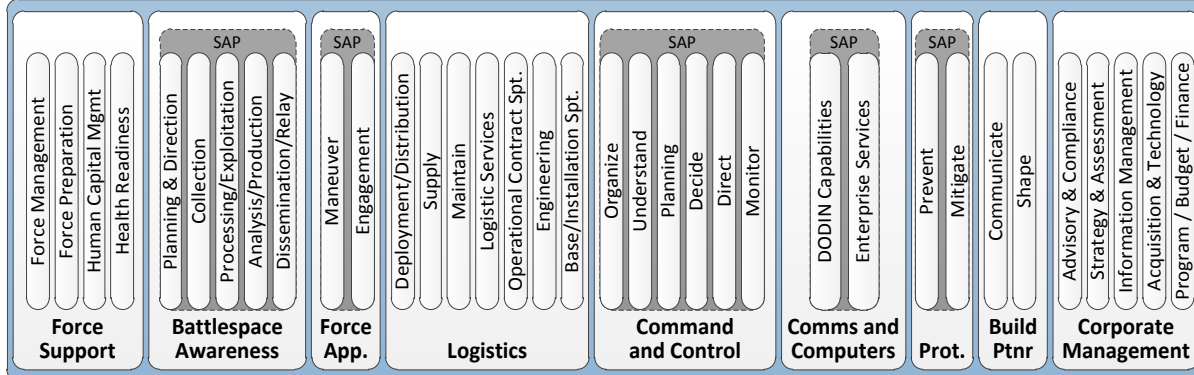 Force Management
Force Preparation
Human Capital Mgmt
Health Readiness
Force
Support
SAP
Planning & Direction
Collection
Processing/Exploitation
Analysis/Production
Dissemination/Relay
Battlespace
Awareness
SAP
Maneuver
Engagement
Force
App.
Deployment/Distribution
Supply
Maintain
Logistic Services
Operational Contract Spt.
Engineering
Base/Installation Spt.
Logistics
SAP
Organize
Understand
Planning
Decide
Direct
Monitor
Command
and Control
SAP
DODIN Capabilities
Enterprise Services
Comms and
Computers
SAP
Prevent
Mitigate
Prot.
Communicate
Shape
Build
Ptnr
Advisory & Compliance
Strategy & Assessment
Information Management
Acquisition & Technology
Program / Budget / Finance
Corporate
Management